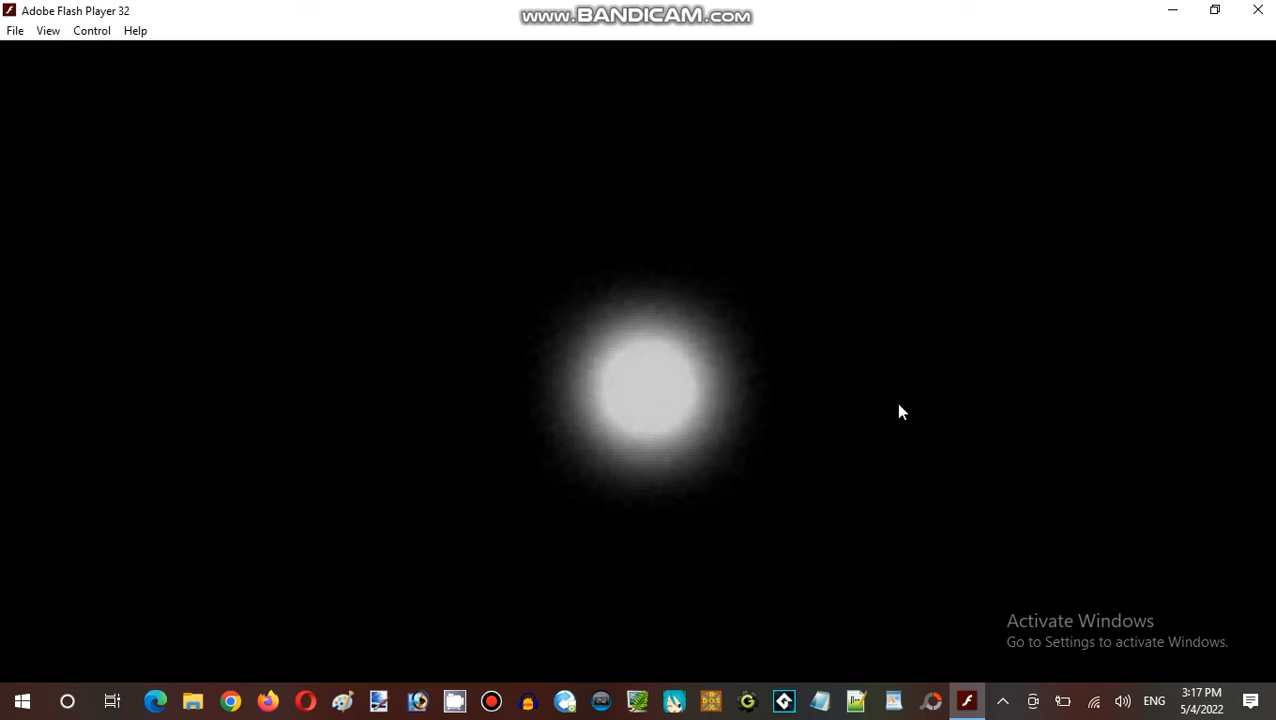 Adobe Flash Player 32
www.BANDICAM.com
File View Control Help
Activate Windows
Go to Settings to activate Windows.
ENG
3:17 PM
5/4/2022